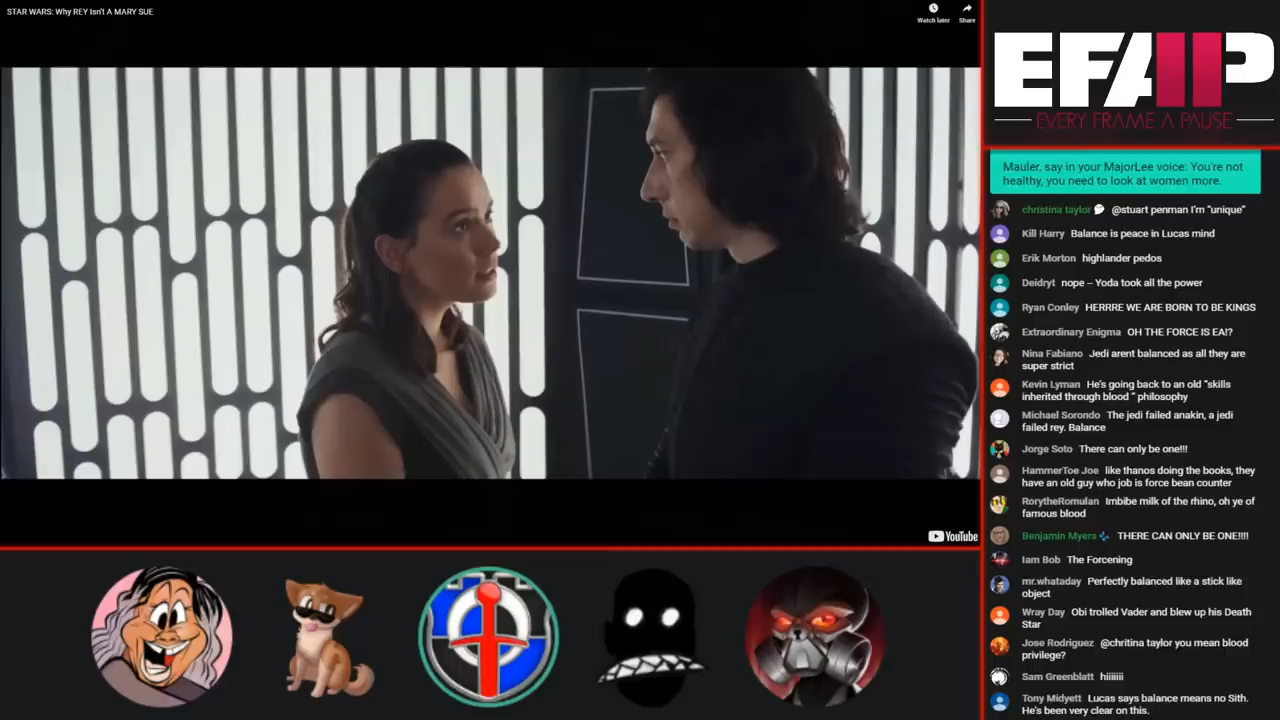 STAR WARS: Why REY Isn't A MARY SUE
Watch later
Share
YouTube
EFAP
EVERY FRAME A PAUSE
Mauler, say in your MajorLee voice: You're not
healthy, you need to look at women more.
christina taylor @stuart penman I'm "unique"
Kill Harry Balance is peace in Lucas mind
Erik Morton highlander pedos
Deidryt nope – Yoda took all the power
Ryan Conley HERRRE WE ARE BORN TO BE KINGS
Extraordinary Enigma OH THE FORCE IS EA!?
Nina Fabiano Jedi arent balanced as all they are
super strict
Kevin Lyman He's going back to an old "skills
inherited through blood " philosophy
Michael Sorondo The jedi failed anakin, a jedi
failed rey. Balance
Jorge Soto There can only be one!!!
HammerToe Joe like thanos doing the books, they
have an old guy who job is force bean counter
RorytheRomulan Imbibe milk of the rhino, oh ye of
famous blood
Benjamin Myers THERE CAN ONLY BE ONE!!!!
Iam Bob The Forcening
mr.whataday Perfectly balanced like a stick like
object
Wray Day Obi trolled Vader and blew up his Death
Star
Jose Rodriguez @chritina taylor you mean blood
privilege?
Sam Greenblatt hiiiiiii
Tony Midyett Lucas says balance means no Sith.
He's been very clear on this.